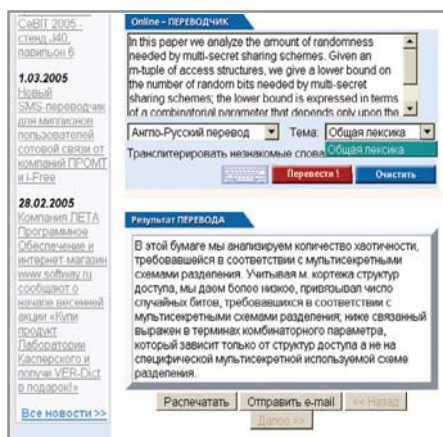 CeBIT 2005 -
стенд J40,
павильон 6
1.03.2005
Новый
SMS-переводчик
для миллионов
пользователей
сотовой связи от
компаний ПРОМТ
и i-Free
28.02.2005
Компания ЛЕТА
Программное
Обеспечение и
интернет-магазин
www.softway.ru
сообщают о
начале весенней
акции «Купи
продукт
Лаборатории
Касперского и
получи VER-Dict
в подарок!»
Все новости >>
Online – ПЕРЕВОДЧИК
In this paper we analyze the amount of randomness
needed by multi-secret sharing schemes. Given an
m-tuple of access structures, we give a lower bound on
the number of random bits needed by multi-secret
sharing schemes; the lower bound is expressed in terms
of a combinatorial parameter that depends only upon the
Англо-Русский перевод Тема: Общая лексика
Транслитерировать незнакомые слова Общая лексика
Перевести ! Очистить
Результат ПЕРЕВОДА
В этой бумаге мы анализируем количество хаотичности,
требовавшейся в соответствии с мультисекретными
схемами разделения. Учитывая м. кортежа структур
доступа, мы даем более низкое, привязывал число
случайных битов, требовавшихся в соответствии с
мультисекретными схемами разделения; ниже связанный
выражен в терминах комбинаторного параметра,
который зависит только от структур доступа а не на
специфической мультисекретной используемой схеме
разделения.
Распечатать Отправить e-mail << Назад
Далее >>